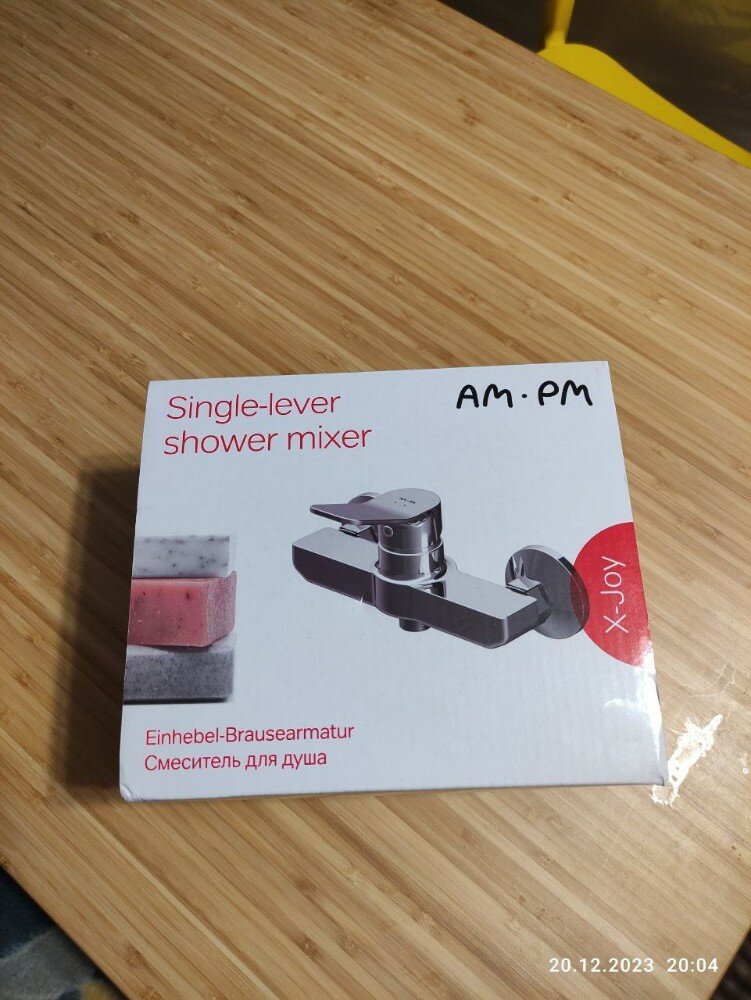 Single-lever
shower mixer
AM·PM
X-Joy
Einhebel-Brausearmatur
Смеситель для душа
20.12.2023 20:04